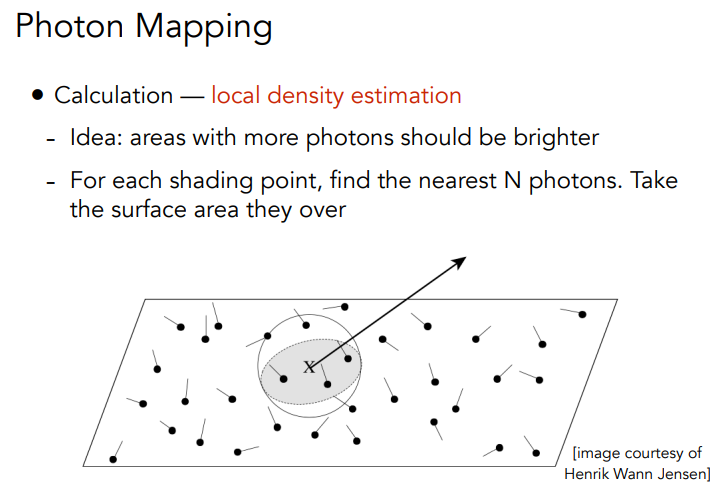 Photon Mapping
• Calculation — local density estimation
- Idea: areas with more photons should be brighter
- For each shading point, find the nearest N photons. Take
the surface area they over
X
[image courtesy of
Henrik Wann Jensen]